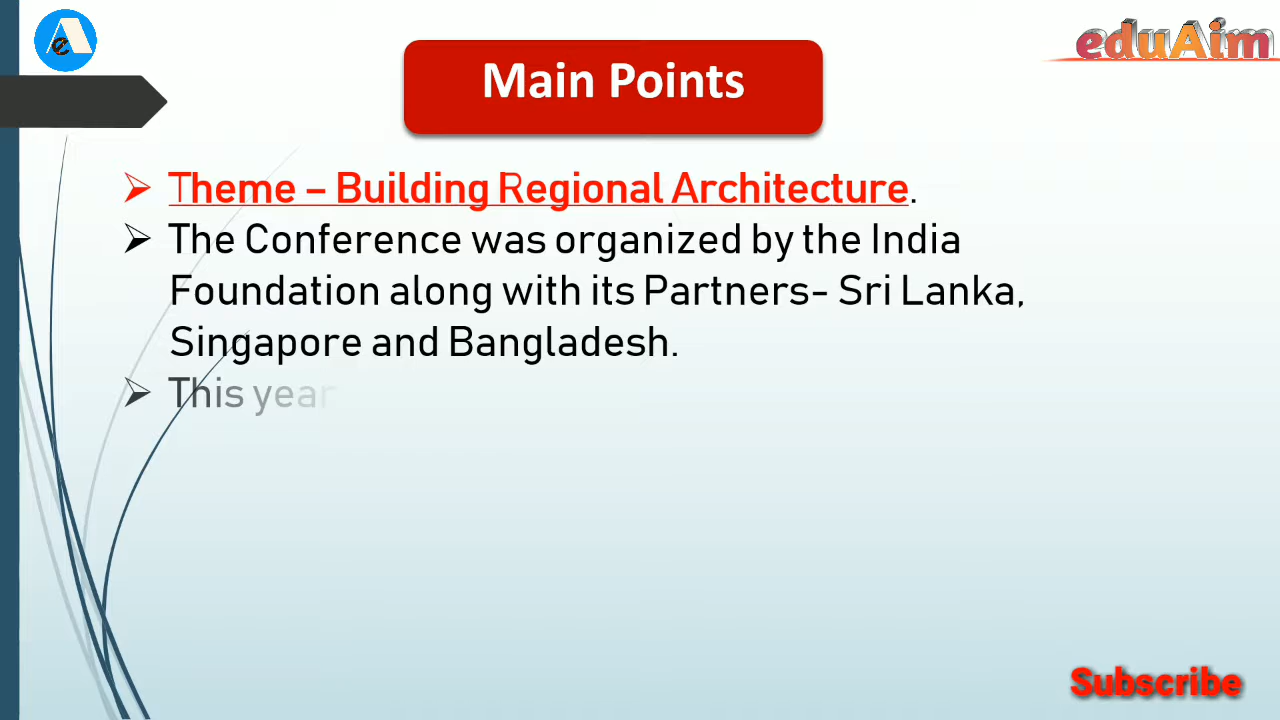 eduAim
Main Points
Theme – Building Regional Architecture.
The Conference was organized by the India
Foundation along with its Partners- Sri Lanka,
Singapore and Bangladesh.
This year
Subscribe